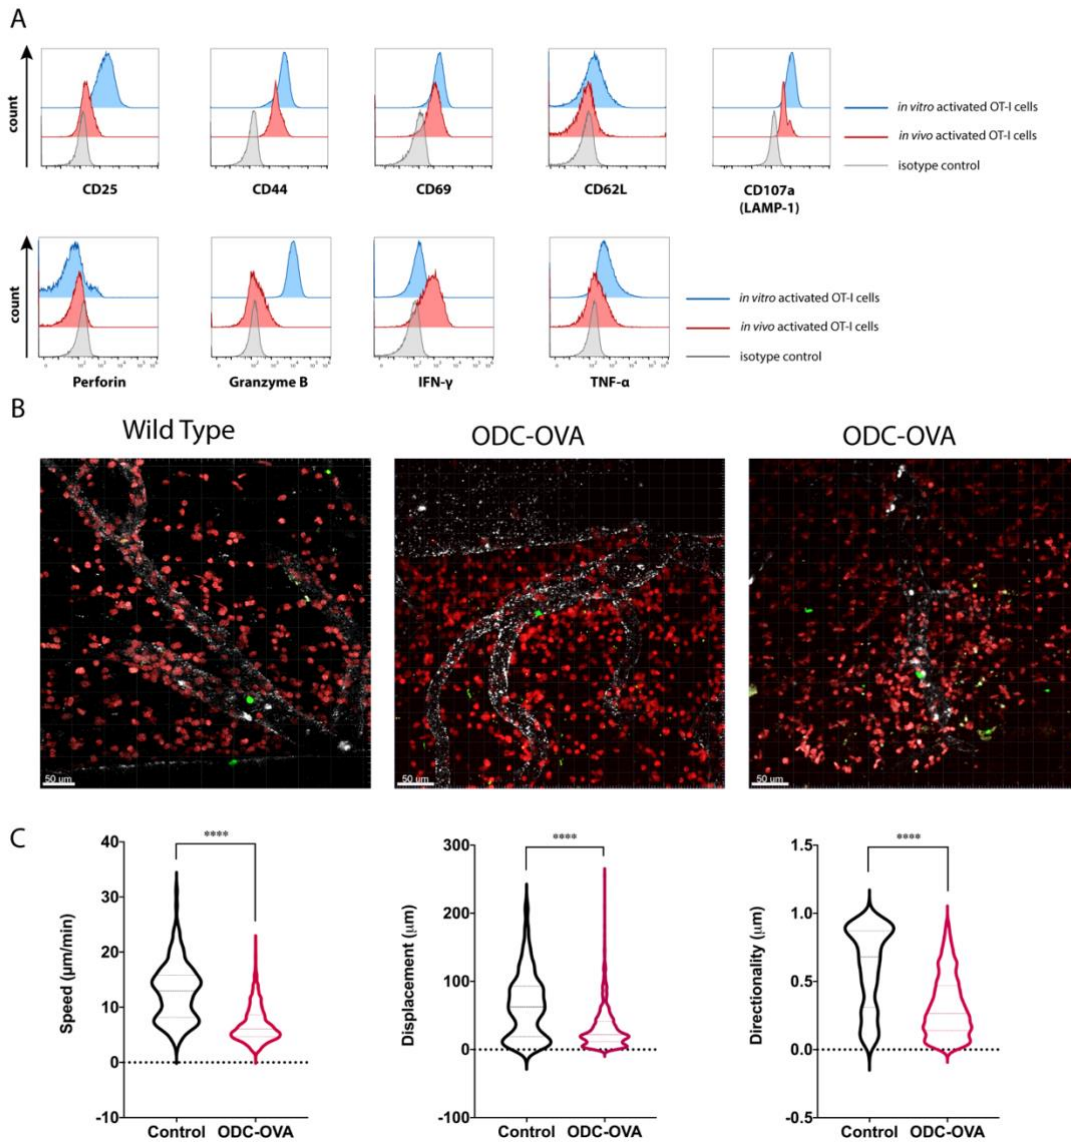 A
count
CD25
CD44
CD69
CD62L
CD107a
(LAMP-1)
in vitro activated OT-I cells
in vivo activated OT-I cells
isotype control
count
Perforin
Granzyme B
IFN-γ
TNF-α
in vitro activated OT-I cells
in vivo activated OT-I cells
isotype control
B
Wild Type
ODC-OVA
ODC-OVA
50 um
50 um
50 um
C
****
Speed (μm/min)
40
30
20
10
0
-10
Control
ODC-OVA
****
Displacement (μm)
300
200
100
0
-100
Control
ODC-OVA
****
Directionality (μm)
1.5
1.0
0.5
0.0
-0.5
Control
ODC-OVA